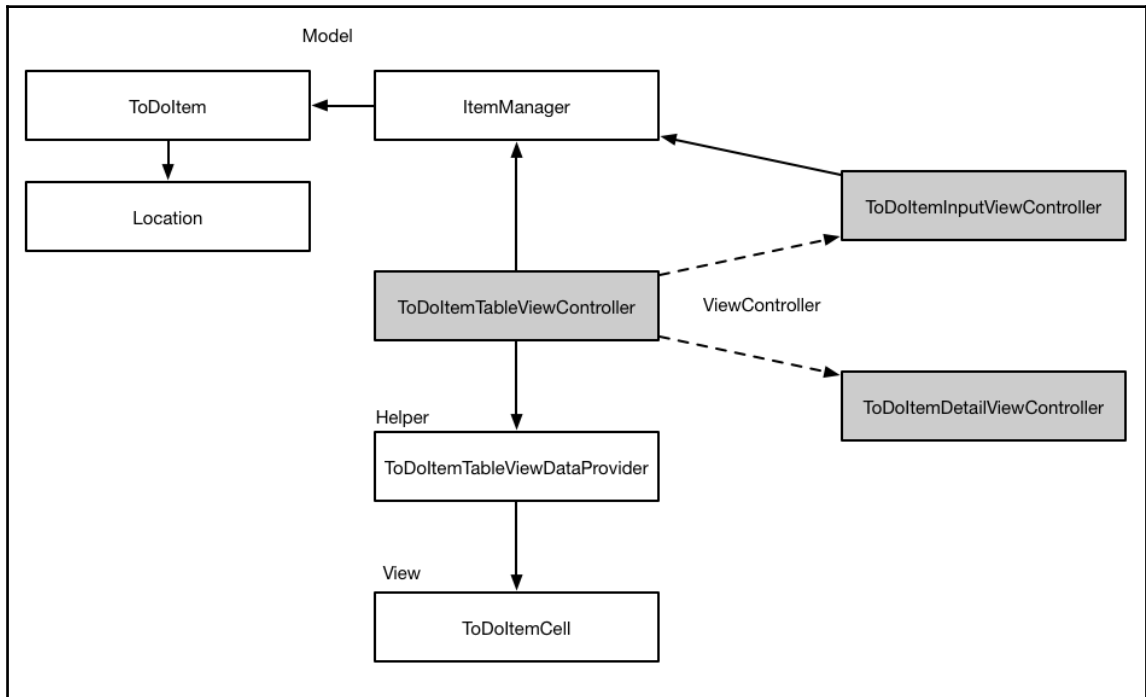 Model
ToDoItem
ItemManager
Location
ToDoItemInputViewController
ToDoItemTableViewController
ViewController
ToDoItemDetailViewController
Helper
ToDoItemTableViewDataProvider
View
ToDoItemCell